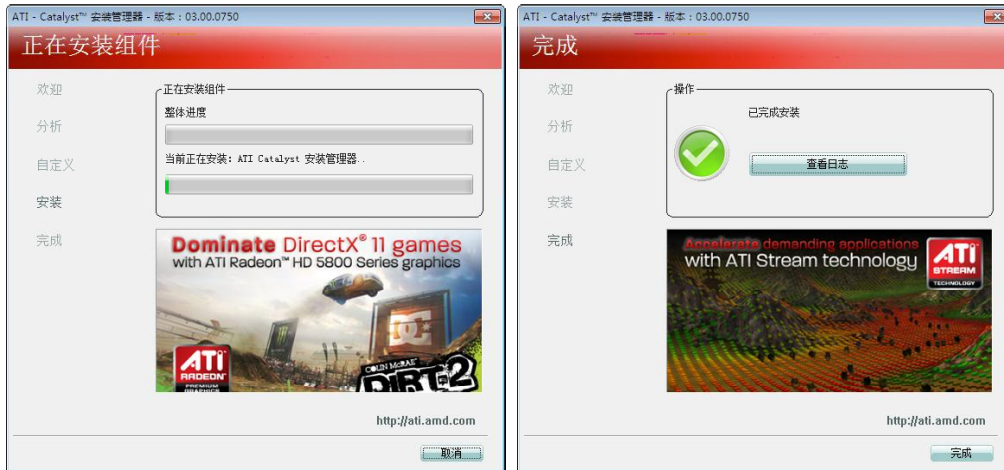 ATI - Catalyst™ 安装管理器 - 版本：03.00.0750
正在安装组件
欢迎
分析
自定义
安装
完成
正在安装组件
整体进度
当前正在安装: ATI Catalyst 安装管理器..
Dominate DirectX® 11 games
with ATI Radeon™ HD 5800 Series graphics
ATI
RADEON
PREMIUM
GRAPHICS
DC
COLIN McRAE
DIRT2
http://ati.amd.com
取消
ATI - Catalyst™ 安装管理器 - 版本：03.00.0750
完成
欢迎
分析
自定义
安装
完成
操作
已完成安装
查看日志
Accelerate demanding applications
with ATI Stream technology
ATI
STREAM
TECHNOLOGY
http://ati.amd.com
完成